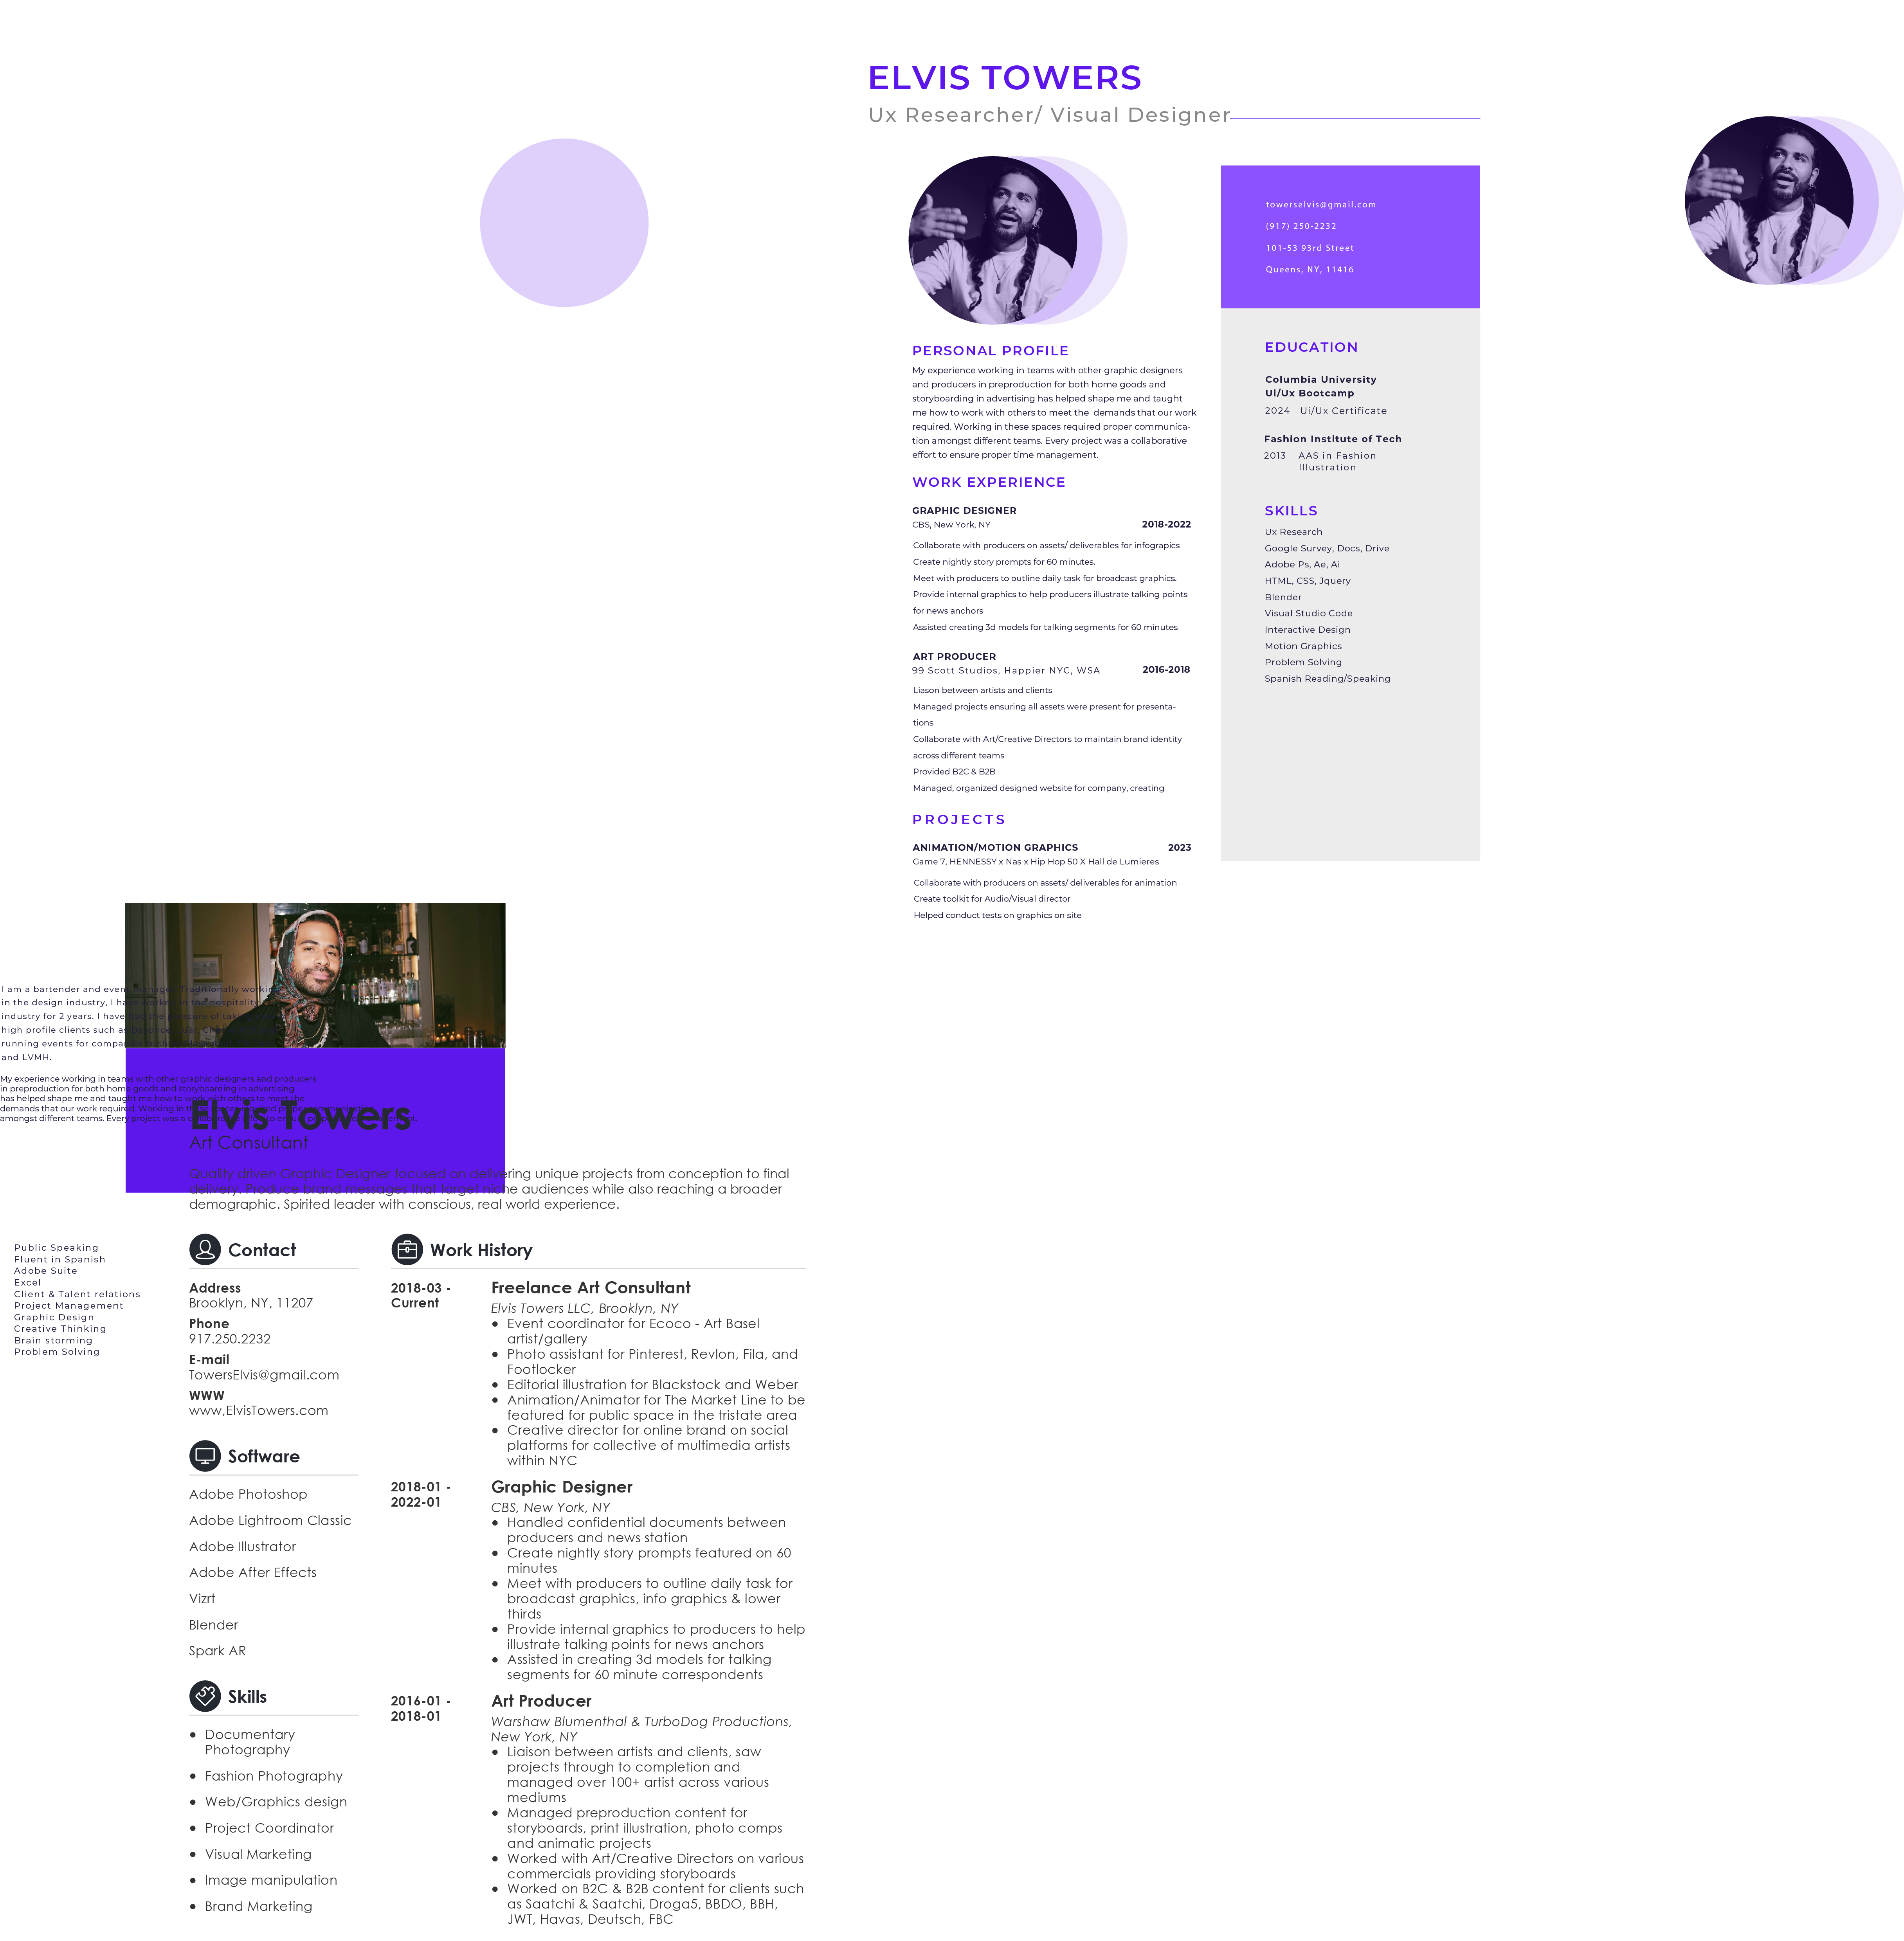 ELVIS TOWERS
Ux Researcher/ Visual Designer
towerselvis@gmail.com
(917) 250-2232
101-53 93rd Street
Queens, NY, 11416
PERSONAL PROFILE
My experience working in teams with other graphic designers
and producers in preproduction for both home goods and
storyboarding in advertising has helped shape me and taught
me how to work with others to meet the  demands that our work
required. Working in these spaces required proper communica-
tion amongst different teams. Every project was a collaborative
effort to ensure proper time management.
WORK EXPERIENCE
GRAPHIC DESIGNER
CBS, New York, NY 2018-2022
Collaborate with producers on assets/ deliverables for infograpics
Create nightly story prompts for 60 minutes.
Meet with producers to outline daily task for broadcast graphics.
Provide internal graphics to help producers illustrate talking points
for news anchors
Assisted creating 3d models for talking segments for 60 minutes
ART PRODUCER
99 Scott Studios, Happier NYC, WSA 2016-2018
Liason between artists and clients
Managed projects ensuring all assets were present for presenta-
tions
Collaborate with Art/Creative Directors to maintain brand identity
across different teams
Provided B2C & B2B
Managed, organized designed website for company, creating
PROJECTS
ANIMATION/MOTION GRAPHICS 2023
Game 7, HENNESSY x Nas x Hip Hop 50 X Hall de Lumieres
Collaborate with producers on assets/ deliverables for animation
Create toolkit for Audio/Visual director
Helped conduct tests on graphics on site
EDUCATION
Columbia University
Ui/Ux Bootcamp
2024 Ui/Ux Certificate
Fashion Institute of Tech
2013 AAS in Fashion
Illustration
SKILLS
Ux Research
Google Survey, Docs, Drive
Adobe Ps, Ae, Ai
HTML, CSS, Jquery
Blender
Visual Studio Code
Interactive Design
Motion Graphics
Problem Solving
Spanish Reading/Speaking
I am a bartender and event manager. Traditionally working
in the design industry, I have worked in the hospitality
industry for 2 years. I have had the pleasure of
high profile clients such as
running events for
and LVMH.
My experience working in teams with other graphic designers and producers
in preproduction for both home goods and storyboarding in advertising
has helped shape me and taught me how to work with others to meet the
demands that our work required. Working in
amongst different teams. Every project was a
Elvis Towers
Art Consultant
Quality driven Graphic Designer focused on delivering unique projects from conception to final
delivery. Produce brand messages that target niche audiences while also reaching a broader
demographic. Spirited leader with conscious, real world experience.
Public Speaking
Fluent in Spanish
Adobe Suite
Excel
Client & Talent relations
Project Management
Graphic Design
Creative Thinking
Brain storming
Problem Solving
Contact
Address
Brooklyn, NY, 11207
Phone
917.250.2232
E-mail
TowersElvis@gmail.com
WWW
www,ElvisTowers.com
Software
Adobe Photoshop
Adobe Lightroom Classic
Adobe Illustrator
Adobe After Effects
Vizrt
Blender
Spark AR
Skills
Documentary
Photography
Fashion Photography
Web/Graphics design
Project Coordinator
Visual Marketing
Image manipulation
Brand Marketing
Work History
2018-03 -
Current
Freelance Art Consultant
Elvis Towers LLC, Brooklyn, NY
Event coordinator for Ecoco - Art Basel
artist/gallery
Photo assistant for Pinterest, Revlon, Fila, and
Footlocker
Editorial illustration for Blackstock and Weber
Animation/Animator for The Market Line to be
featured for public space in the tristate area
Creative director for online brand on social
platforms for collective of multimedia artists
within NYC
2018-01 -
2022-01
Graphic Designer
CBS, New York, NY
Handled confidential documents between
producers and news station
Create nightly story prompts featured on 60
minutes
Meet with producers to outline daily task for
broadcast graphics, info graphics & lower
thirds
Provide internal graphics to producers to help
illustrate talking points for news anchors
Assisted in creating 3d models for talking
segments for 60 minute correspondents
2016-01 -
2018-01
Art Producer
Warshaw Blumenthal & TurboDog Productions,
New York, NY
Liaison between artists and clients, saw
projects through to completion and
managed over 100+ artist across various
mediums
Managed preproduction content for
storyboards, print illustration, photo comps
and animatic projects
Worked with Art/Creative Directors on various
commercials providing storyboards
Worked on B2C & B2B content for clients such
as Saatchi & Saatchi, Droga5, BBDO, BBH,
JWT, Havas, Deutsch, FBC